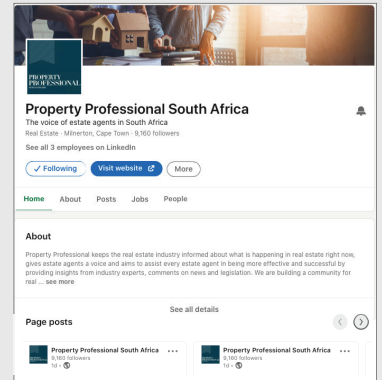 PROPERTY
PROFESSIONAL
Property Professional South Africa
The voice of estate agents in South Africa
Real Estate · Milnerton, Cape Town · 9,160 followers
See all 3 employees on LinkedIn
✓ Following Visit website More
Home About Posts Jobs People
About
Property Professional keeps the real estate industry informed about what is happening in real estate right now,
gives estate agents a voice and aims to assist every estate agent in being more effective and successful by
providing insights from industry experts, comments on news and legislation. We are building a community for
real ... see more
See all details
Page posts
Property Professional South Africa ...
9,160 followers
1d •
Property Professional South Africa ...
9,160 followers
1d •